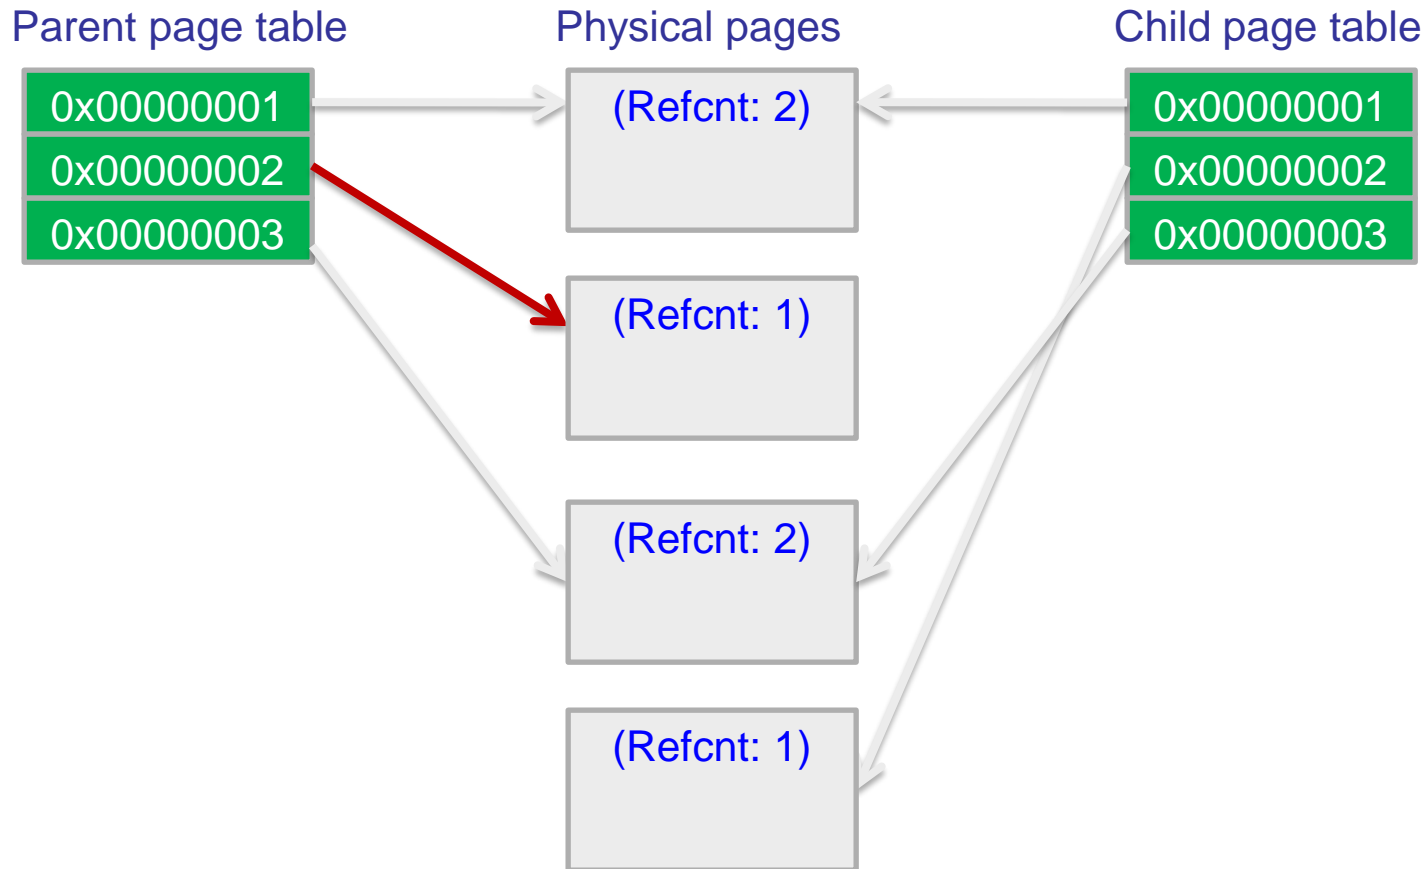 Parent page table
Physical pages
Child page table
0x00000001
0x00000002
0x00000003
(Refcnt: 2)
(Refcnt: 1)
(Refcnt: 2)
(Refcnt: 1)
0x00000001
0x00000002
0x00000003